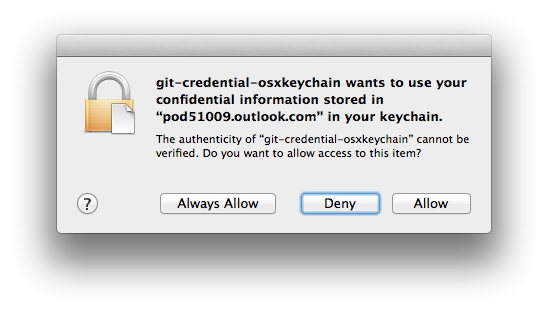 git-credential-osxkeychain wants to use your
confidential information stored in
“pod51009.outlook.com” in your keychain.
The authenticity of “git-credential-osxkeychain” cannot be
verified. Do you want to allow access to this item?
? Always Allow Deny Allow